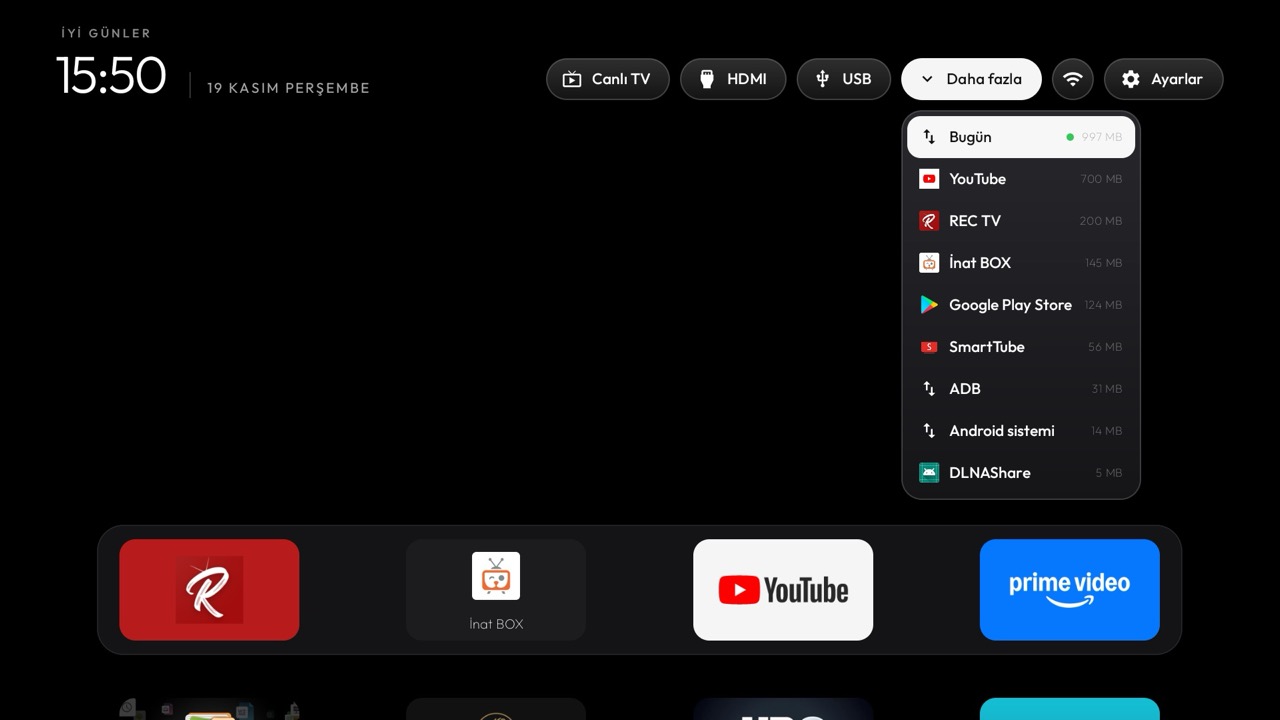 İYİ GÜNLER
15:50
19 KASIM PERŞEMBE
Canlı TV
HDMI
USB
Daha fazla
Ayarlar
Bugün 997 MB
YouTube 700 MB
REC TV 200 MB
İnat BOX 145 MB
Google Play Store 124 MB
SmartTube 56 MB
ADB 31 MB
Android sistemi 14 MB
DLNAShare 5 MB
R
İnat BOX
YouTube
prime video